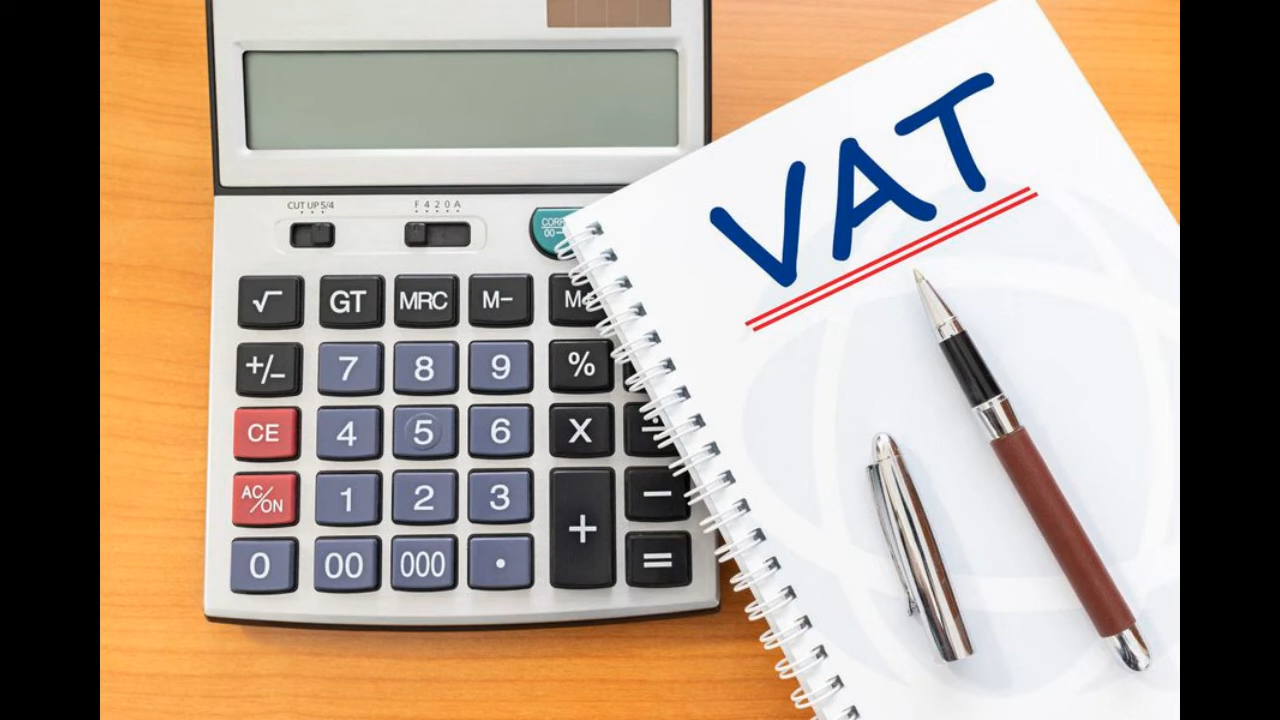 VAT
CUT UP 5/4
F 4 2 0 A
√ GT MRC M−
+/− 7 8 9 %
CE 4 5 6 X
AC/ON 1 2 3 −
+
0 00 000 . =